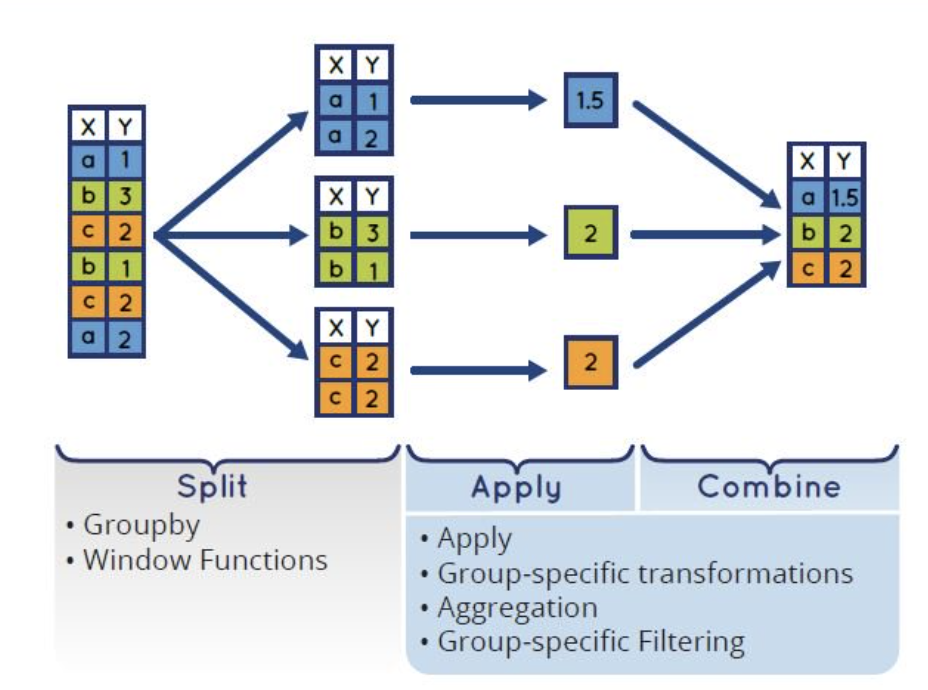 X Y
a 1
b 3
c 2
b 1
c 2
a 2
X Y
a 1
a 2
X Y
b 3
b 1
X Y
c 2
c 2
1.5
2
2
X Y
a 1.5
b 2
c 2
Split
• Groupby
• Window Functions
Apply
Combine
• Apply
• Group-specific transformations
• Aggregation
• Group-specific Filtering